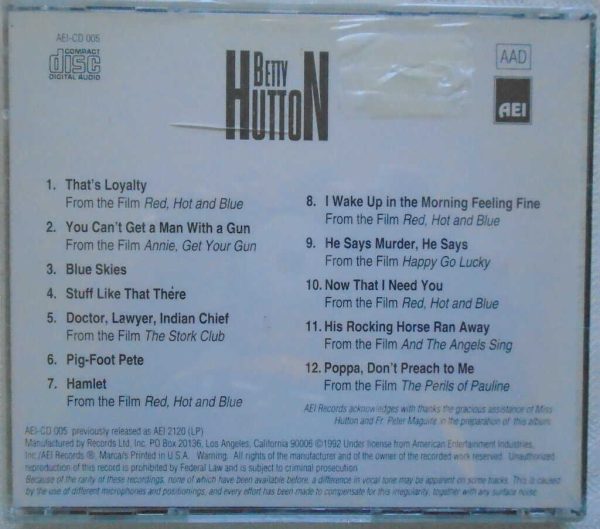 AEI-CD 005
COMPACT
disc
DIGITAL AUDIO
BETTY
HUTTON
AAD
AEI
1. That's Loyalty
From the Film Red, Hot and Blue
2. You Can't Get a Man With a Gun
From the Film Annie, Get Your Gun
3. Blue Skies
4. Stuff Like That There
5. Doctor, Lawyer, Indian Chief
From the Film The Stork Club
6. Pig-Foot Pete
7. Hamlet
From the Film Red, Hot and Blue
8. I Wake Up in the Morning Feeling Fine
From the Film Red, Hot and Blue
9. He Says Murder, He Says
From the Film Happy Go Lucky
10. Now That I Need You
From the Film Red, Hot and Blue
11. His Rocking Horse Ran Away
From the Film And The Angels Sing
12. Poppa, Don't Preach to Me
From the Film The Perils of Pauline
AEI Records acknowledges with thanks the gracious assistance of Miss
Hutton and Fr. Peter Maguire in the preparation of this album.
AEI-CD 005 previously released as AEI 2120 (LP)
Manufactured by Records Ltd, Inc. PO Box 20136, Los Angeles, California 90006 ©1992 Under license from American Entertainment Industries,
Inc./AEI Records ®. Marca/s Printed in U.S.A. Warning. All rights of the manufacturer and of the owner of the recorded work reserved. Unauthorized
reproduction of this record is prohibited by Federal Law and is subject to criminal prosecution.
Because of the rarity of these recordings, none of which have been available before, a difference in vocal tone may be apparent on some tracks. This is caused
by the use of different microphones and positionings, and every effort has been made to compensate for this irregularity, together with any surface noise.